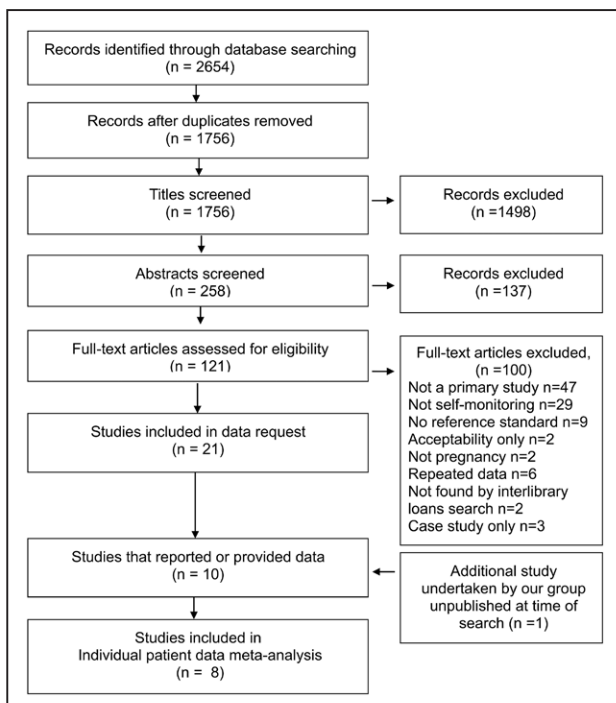 Records identified through database searching
(n = 2654)
Records after duplicates removed
(n = 1756)
Titles screened
(n = 1756)
Records excluded
(n =1498)
Abstracts screened
(n = 258)
Records excluded
(n =137)
Full-text articles assessed for eligibility
(n = 121)
Full-text articles excluded,
(n =100)
Not a primary study n=47
Not self-monitoring n=29
No reference standard n=9
Acceptability only n=2
Not pregnancy n=2
Repeated data n=6
Not found by interlibrary
loans search n=2
Case study only n=3
Studies included in data request
(n = 21)
Studies that reported or provided data
(n = 10)
Additional study
undertaken by our group
unpublished at time of
search (n =1)
Studies included in
Individual patient data meta-analysis
(n = 8)